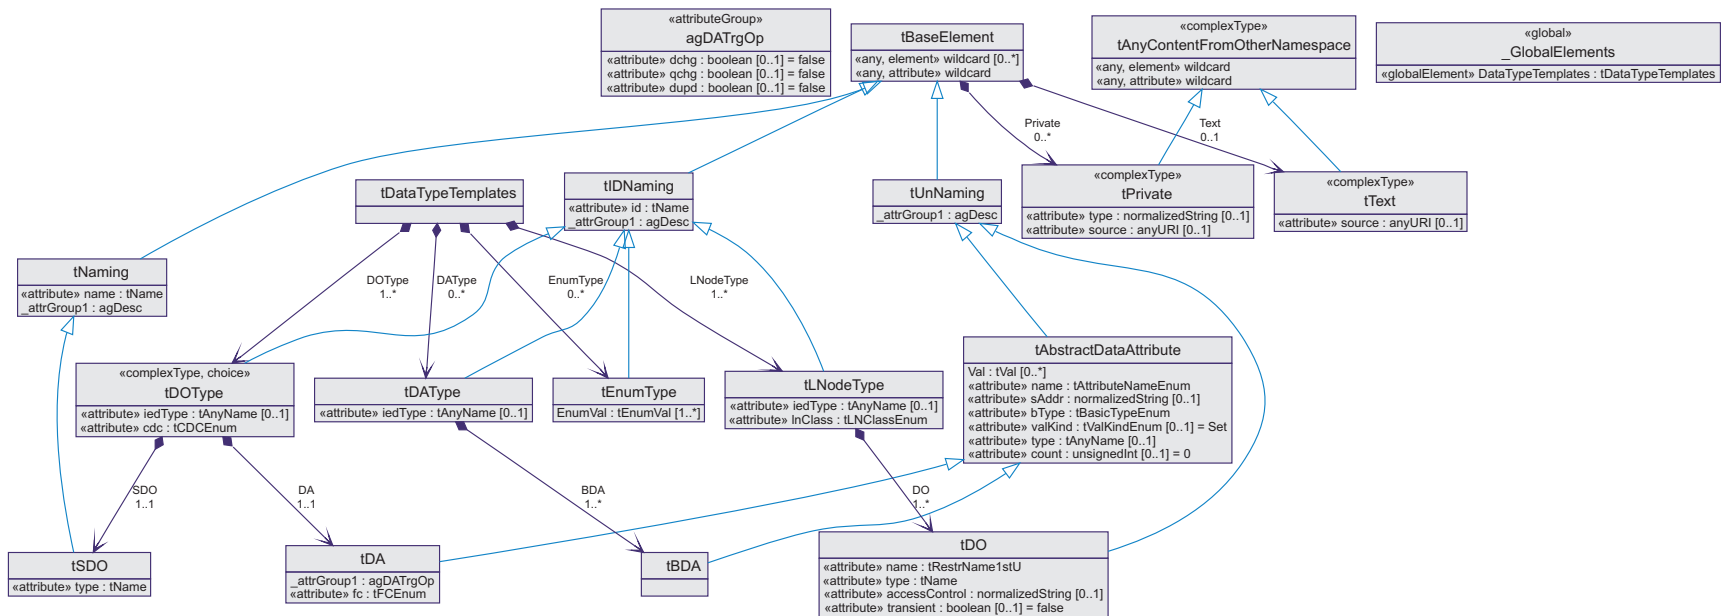 «attributeGroup»
agDATrgOp
«attribute» dchg : boolean [0..1] = false
«attribute» qchg : boolean [0..1] = false
«attribute» dupd : boolean [0..1] = false
tBaseElement
«any, element» wildcard [0..*]
«any, attribute» wildcard
«complexType»
tAnyContentFromOtherNamespace
«any, element» wildcard
«any, attribute» wildcard
«global»
_GlobalElements
«globalElement» DataTypeTemplates : tDataTypeTemplates
Private
0..*
Text
0..1
tDataTypeTemplates
tIDNaming
«attribute» id : tName
_attrGroup1 : agDesc
tUnNaming
_attrGroup1 : agDesc
«complexType»
tPrivate
«attribute» type : normalizedString [0..1]
«attribute» source : anyURI [0..1]
«complexType»
tText
«attribute» source : anyURI [0..1]
tNaming
«attribute» name : tName
_attrGroup1 : agDesc
DOType
1..*
DAType
0..*
EnumType
0..*
LNodeType
1..*
«complexType, choice»
tDOType
«attribute» iedType : tAnyName [0..1]
«attribute» cdc : tCDCEnum
tDAType
«attribute» iedType : tAnyName [0..1]
tEnumType
EnumVal : tEnumVal [1..*]
tLNodeType
«attribute» iedType : tAnyName [0..1]
«attribute» lnClass : tLNClassEnum
tAbstractDataAttribute
Val : tVal [0..*]
«attribute» name : tAttributeNameEnum
«attribute» sAddr : normalizedString [0..1]
«attribute» bType : tBasicTypeEnum
«attribute» valKind : tValKindEnum [0..1] = Set
«attribute» type : tAnyName [0..1]
«attribute» count : unsignedInt [0..1] = 0
SDO
1..1
DA
1..1
BDA
1..*
DO
1..*
tSDO
«attribute» type : tName
tDA
_attrGroup1 : agDATrgOp
«attribute» fc : tFCEnum
tBDA
tDO
«attribute» name : tRestrName1stU
«attribute» type : tName
«attribute» accessControl : normalizedString [0..1]
«attribute» transient : boolean [0..1] = false